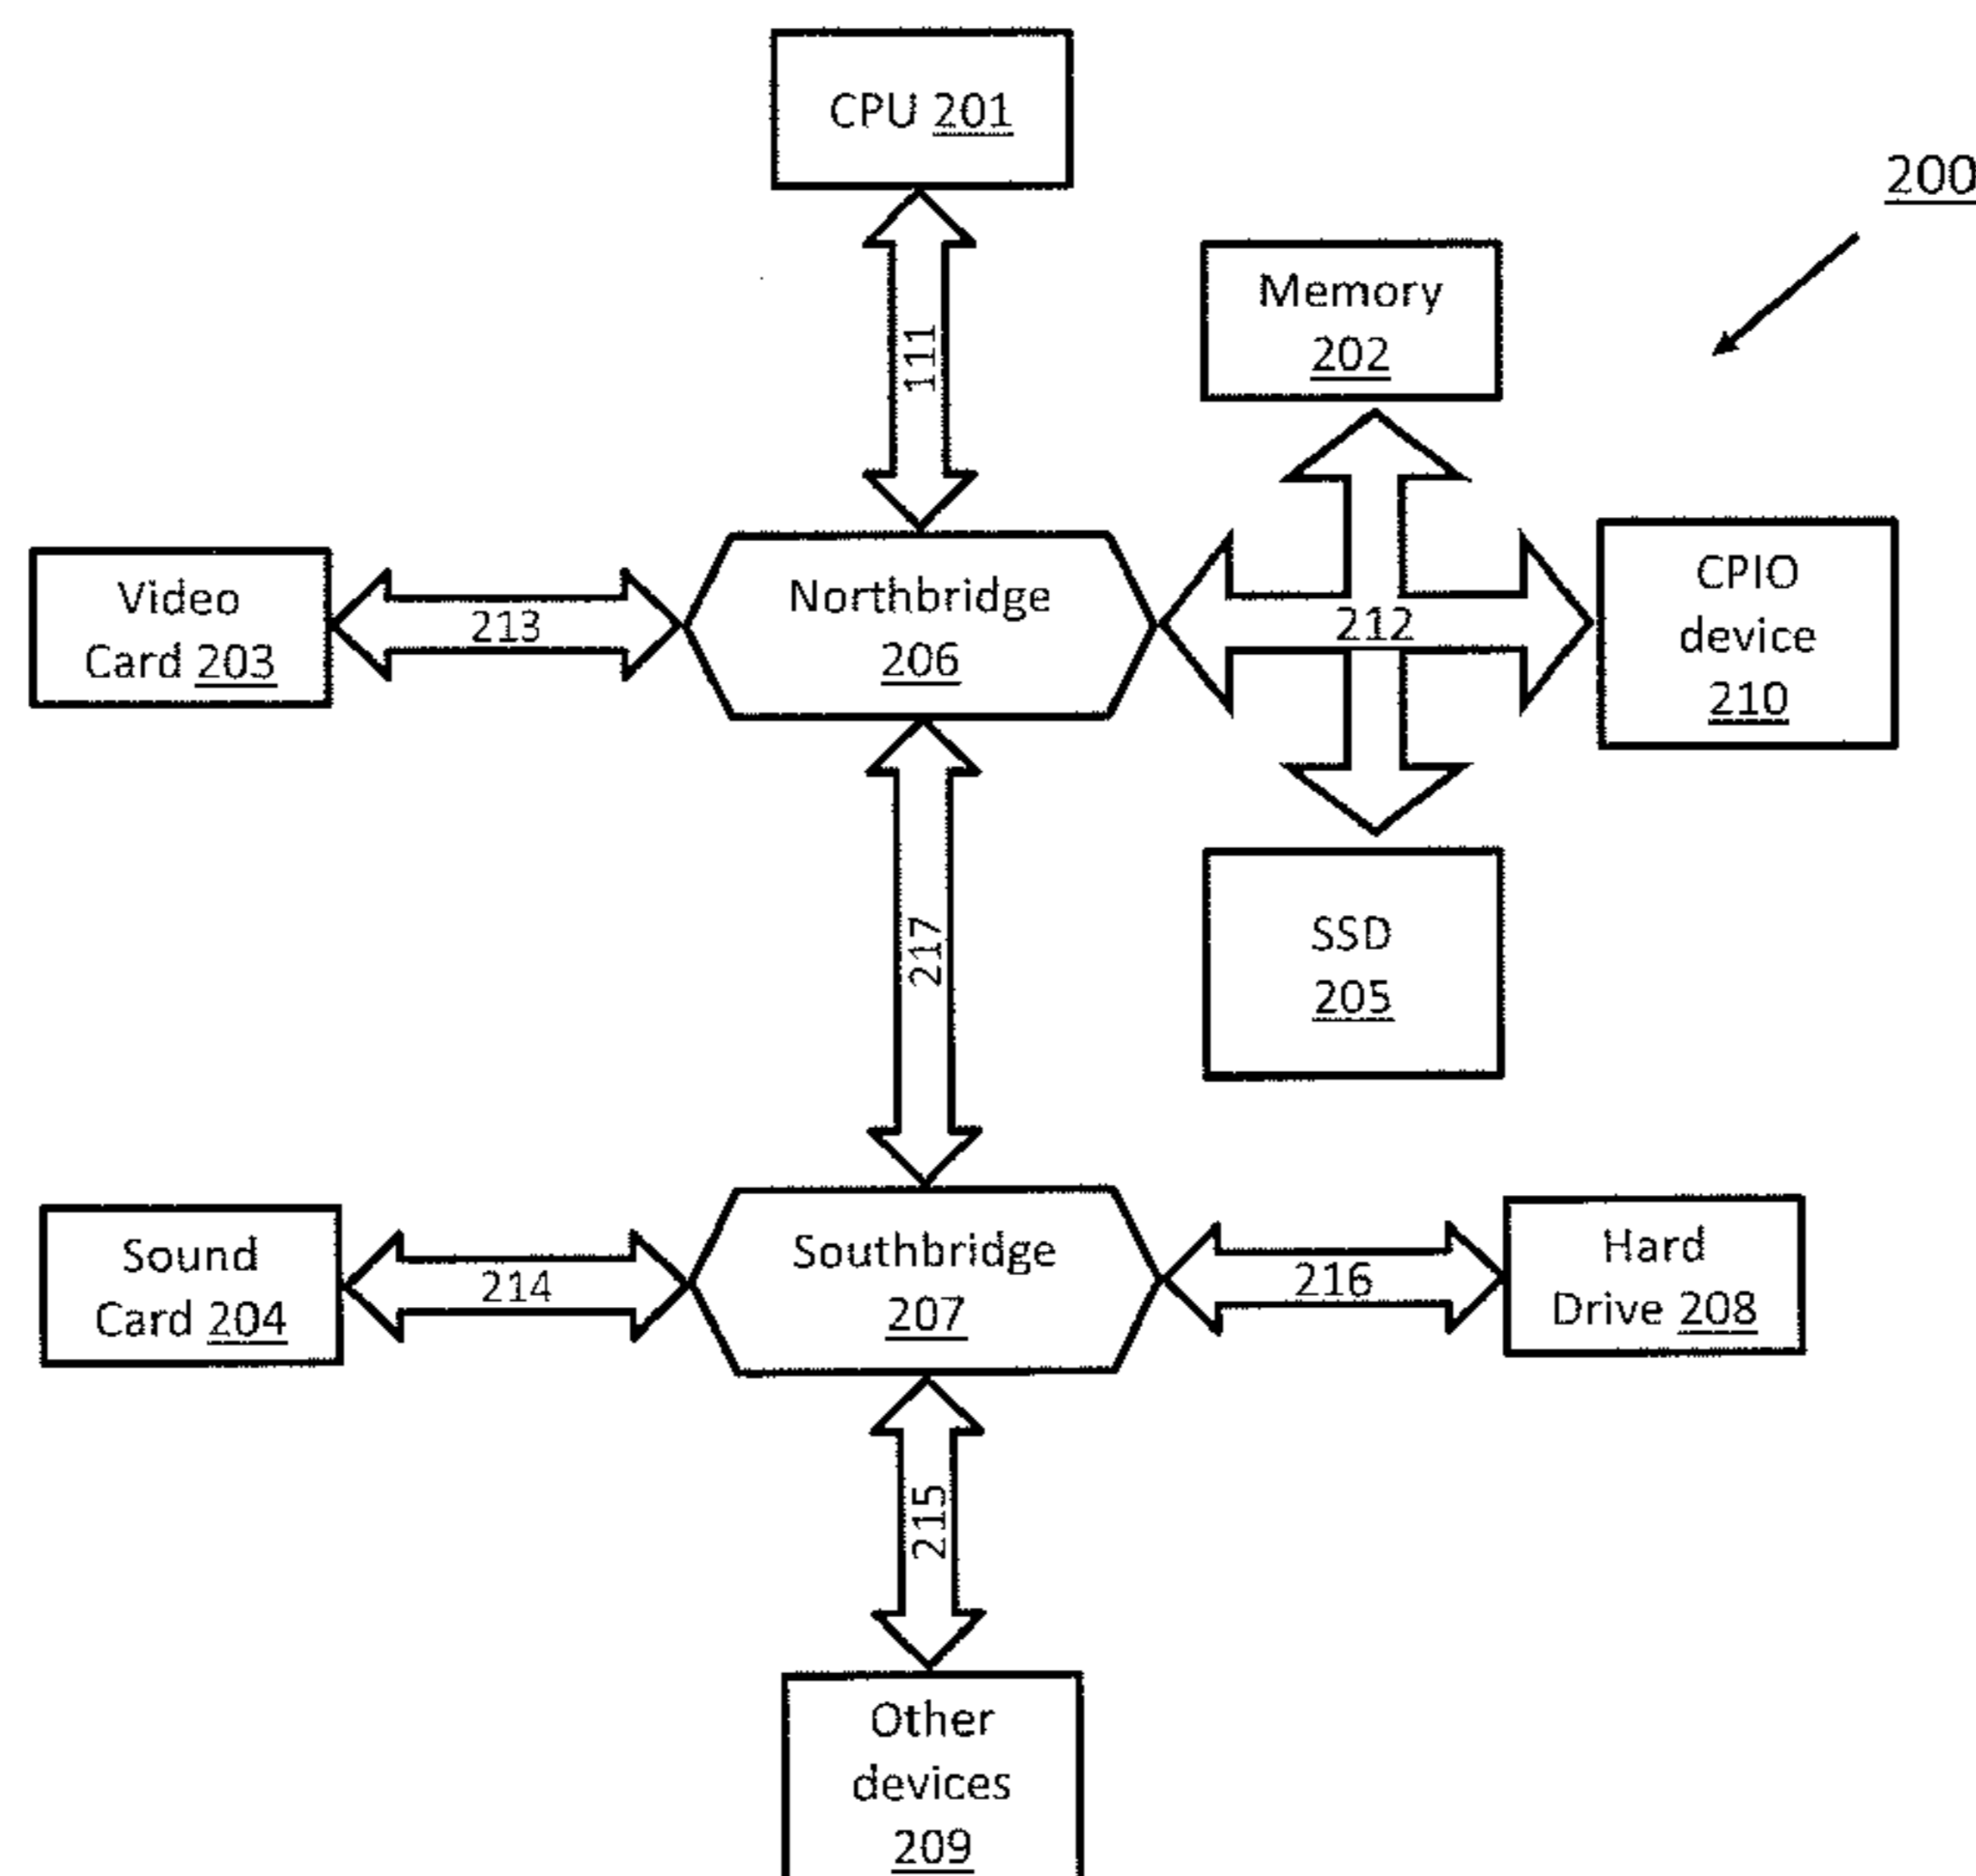 CPU 201
200
Memory
202
111
Video
Card 203
213
Northbridge
206
212
CPIO
device
210
217
SSD
205
Sound
Card 204
214
Southbridge
207
216
Hard
Drive 208
215
Other
devices
209